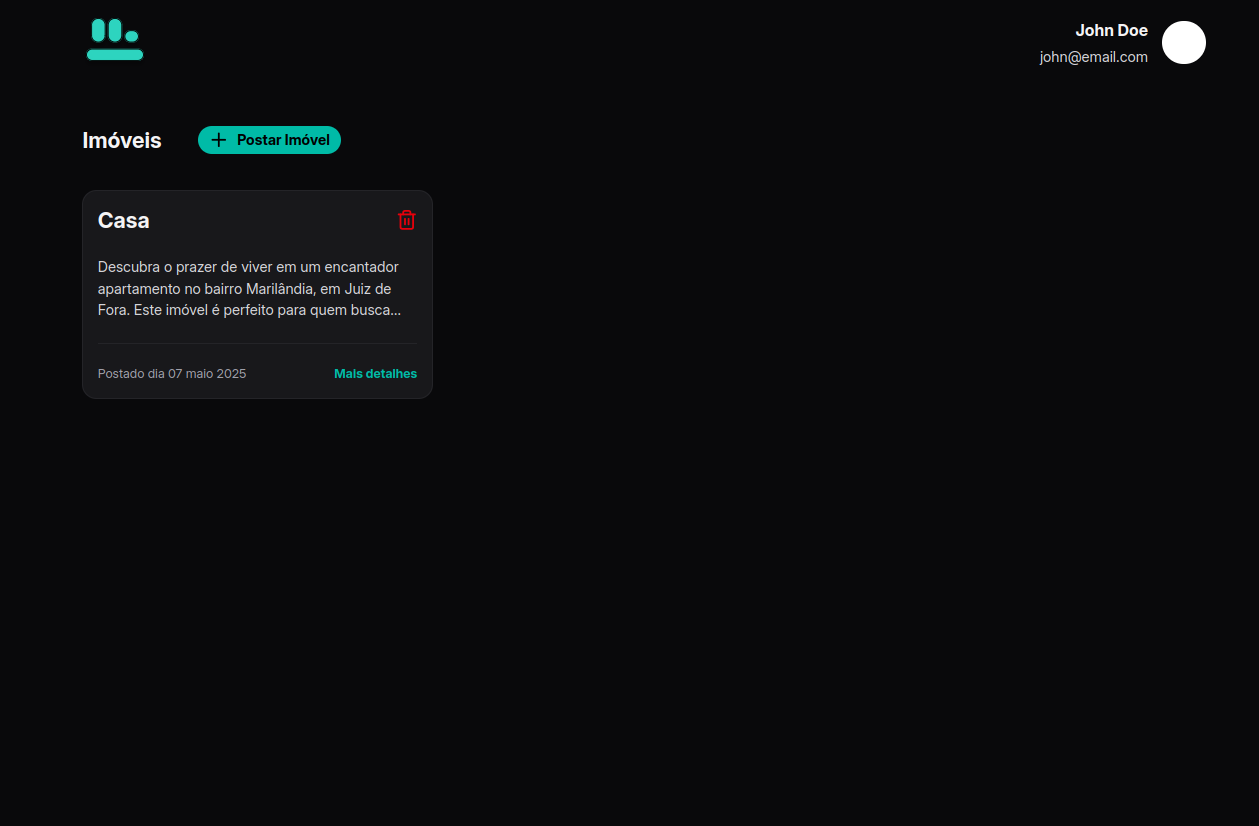 John Doe
john@email.com
Imóveis
Postar Imóvel
Casa
Descubra o prazer de viver em um encantador
apartamento no bairro Marilândia, em Juiz de
Fora. Este imóvel é perfeito para quem busca...
Postado dia 07 maio 2025
Mais detalhes